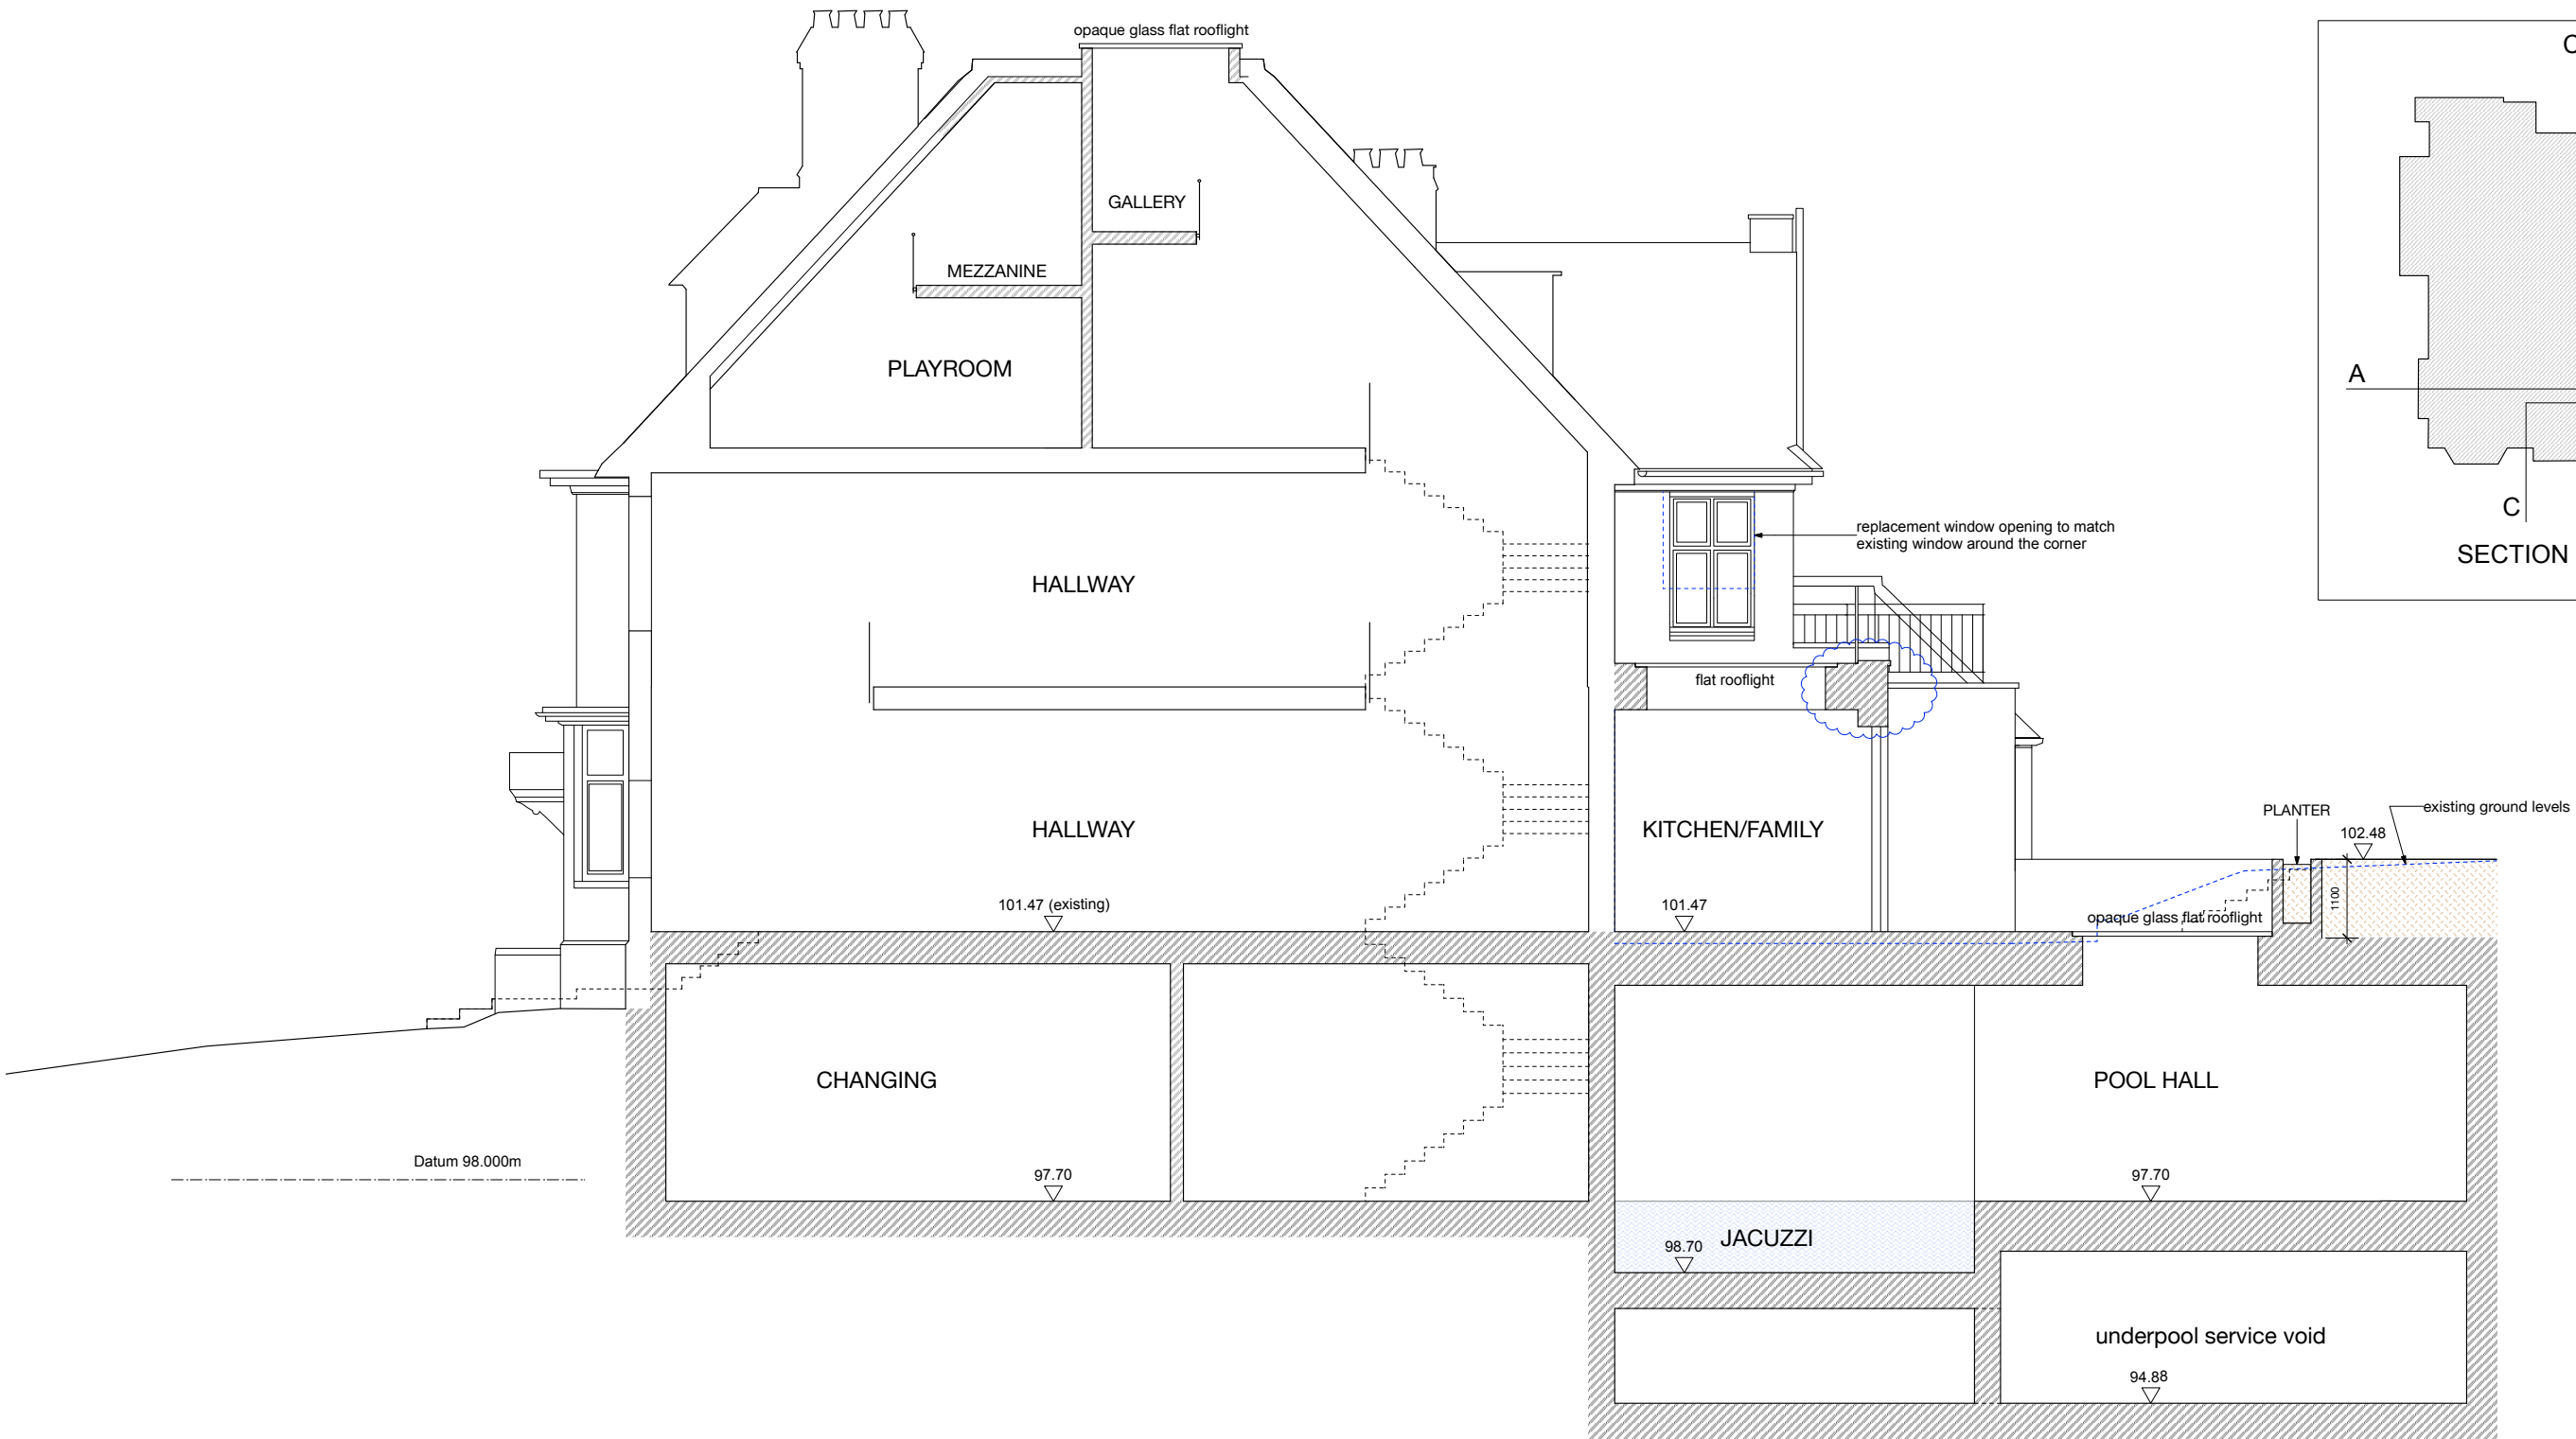 opaque glass flat rooflight
GALLERY
MEZZANINE
PLAYROOM
HALLWAY
replacement window opening to match
existing window around the corner
flat rooflight
HALLWAY
KITCHEN/FAMILY
PLANTER
existing ground levels
102.48
1100
101.47 (existing)
101.47
opaque glass flat rooflight
CHANGING
POOL HALL
Datum 98.000m
97.70
97.70
JACUZZI
98.70
underpool service void
94.88
C
A
C
SECTION